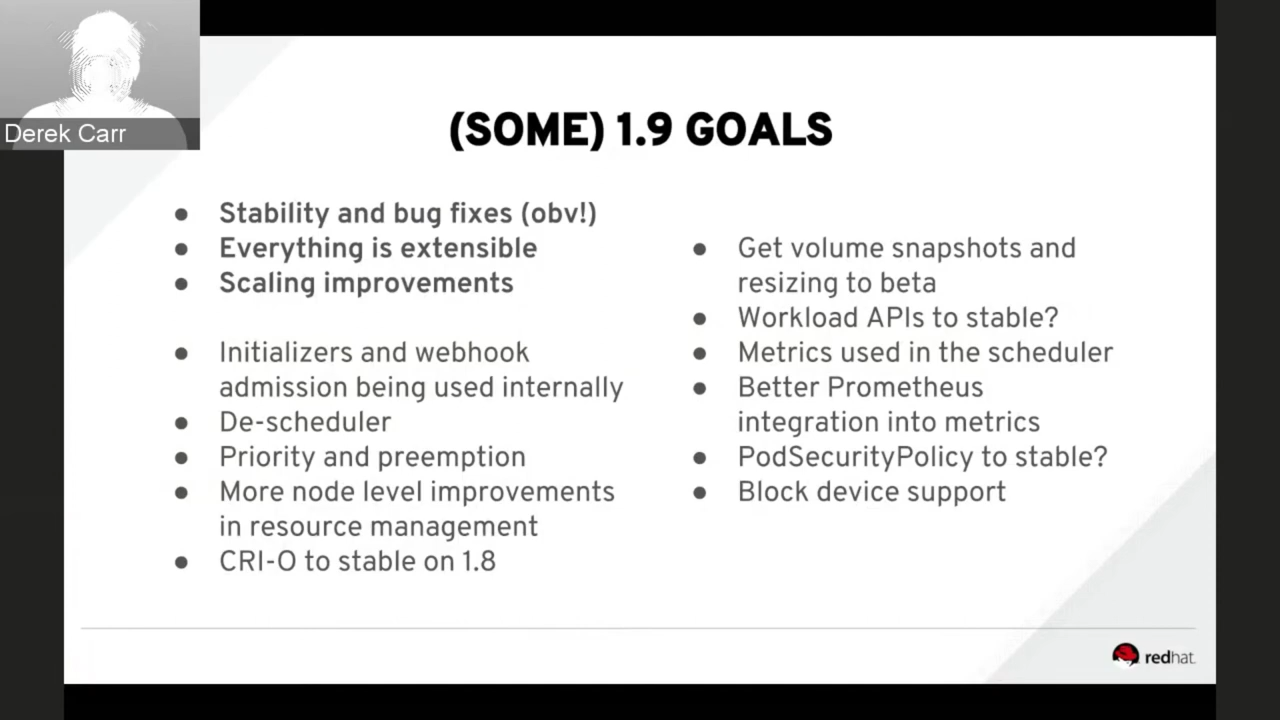 Derek Carr
(SOME) 1.9 GOALS
● Stability and bug fixes (obv!)
● Everything is extensible
● Scaling improvements
● Initializers and webhook
admission being used internally
● De-scheduler
● Priority and preemption
● More node level improvements
in resource management
● CRI-O to stable on 1.8
● Get volume snapshots and
resizing to beta
● Workload APIs to stable?
● Metrics used in the scheduler
● Better Prometheus
integration into metrics
● PodSecurityPolicy to stable?
● Block device support
redhat.